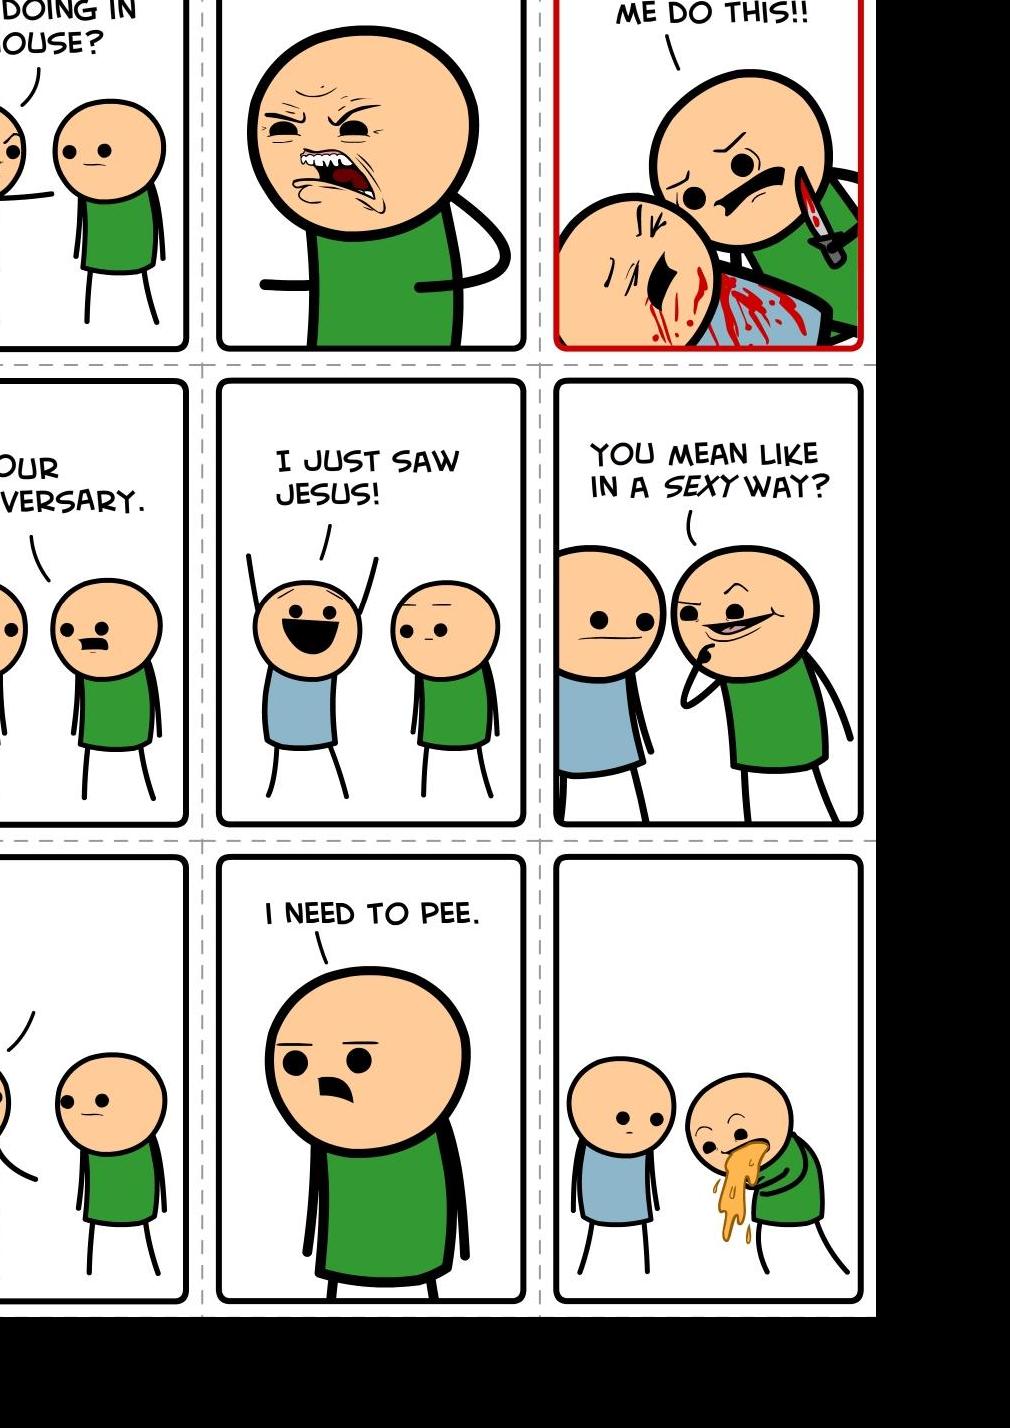 DOING IN
OUSE?
ME DO THIS!!
OUR
VERSARY.
I JUST SAW
JESUS!
YOU MEAN LIKE
IN A SEXY WAY?
I NEED TO PEE.